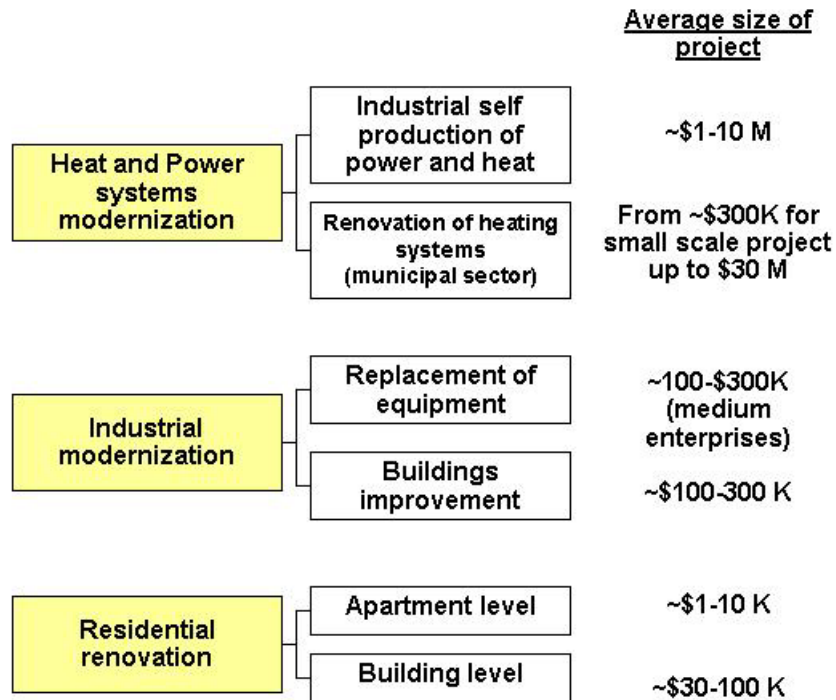 Average size of
project
Heat and Power
systems
modernization
Industrial self
production of
power and heat
~$1-10 M
Renovation of heating
systems
(municipal sector)
From ~$300K for
small scale project
up to $30 M
Industrial
modernization
Replacement of
equipment
~100-$300K
(medium
enterprises)
Buildings
improvement
~$100-300 K
Residential
renovation
Apartment level
~$1-10 K
Building level
~$30-100 K